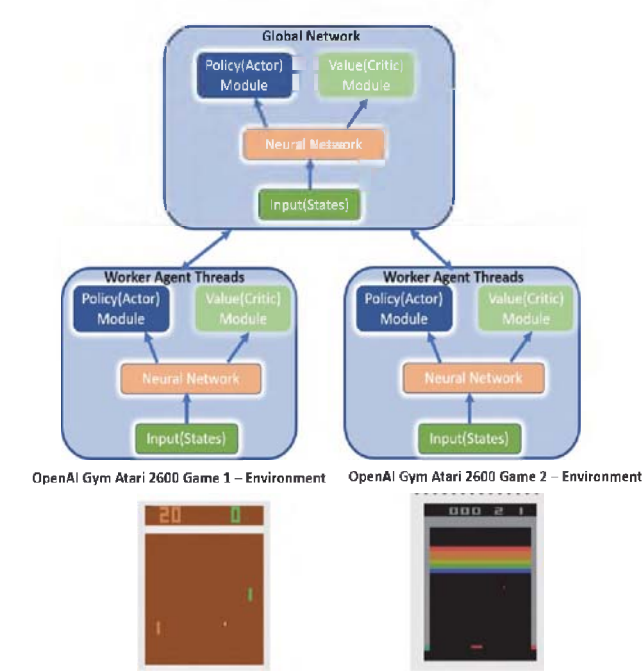 Global Network
Policy(Actor)
Module
Value(Critic)
Module
Neural Network
Input(States)
Worker Agent Threads
Policy(Actor)
Module
Value(Critic)
Module
Neural Network
Input(States)
Worker Agent Threads
Policy(Actor)
Module
Value(Critic)
Module
Neural Network
Input(States)
OpenAI Gym Atari 2600 Game 1 – Environment
OpenAI Gym Atari 2600 Game 2 – Environment
20 0
000 2 1